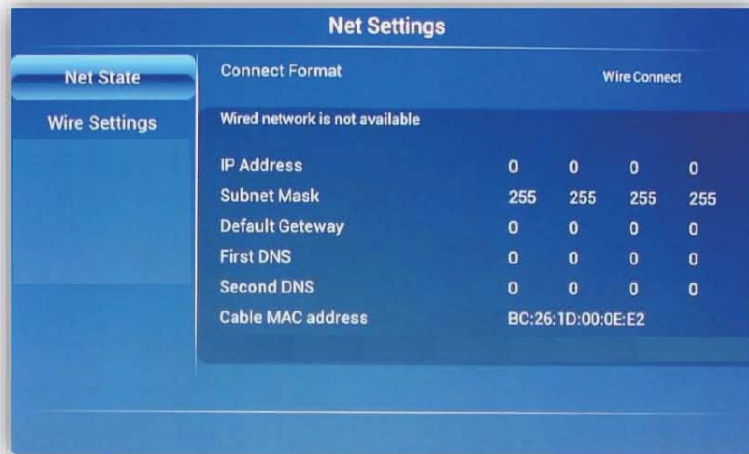 Net Settings
Net State
Wire Settings
Connect Format Wire Connect
Wired network is not available
IP Address 0 0 0 0
Subnet Mask 255 255 255 255
Default Geteway 0 0 0 0
First DNS 0 0 0 0
Second DNS 0 0 0 0
Cable MAC address BC:26:1D:00:0E:E2